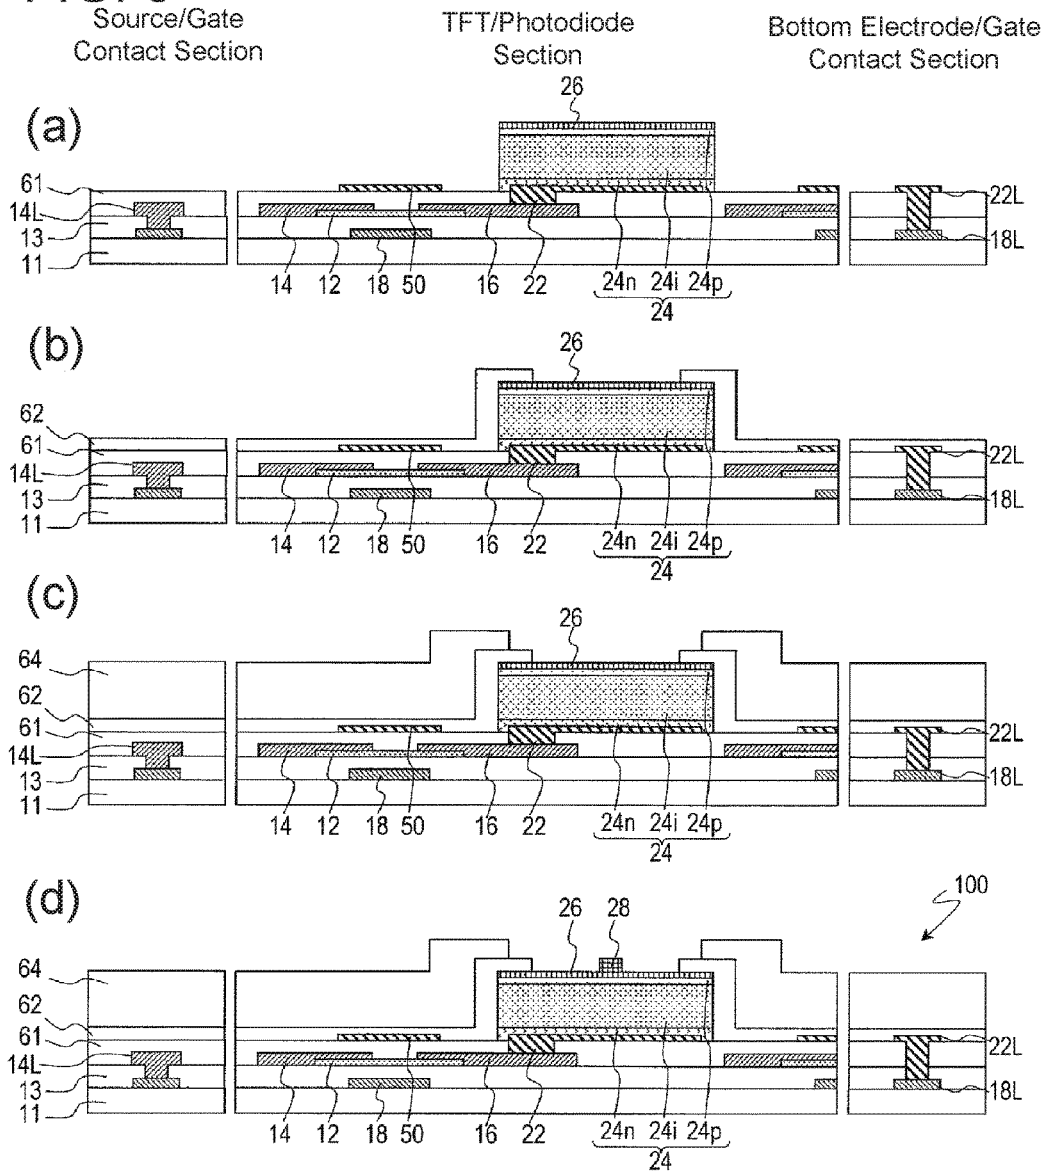 Source/Gate
Contact Section
TFT/Photodiode
Section
Bottom Electrode/Gate
Contact Section
(a)
26
61
14L
13
11
22L
18L
14 12 18 50 16 22 24n 24i 24p
24
(b)
26
62
61
14L
13
11
22L
18L
14 12 18 50 16 22 24n 24i 24p
24
(c)
26
64
62
61
14L
13
11
22L
18L
14 12 18 50 16 22 24n 24i 24p
24
(d)
26 28
100
64
62
61
14L
13
11
22L
18L
14 12 18 50 16 22 24n 24i 24p
24